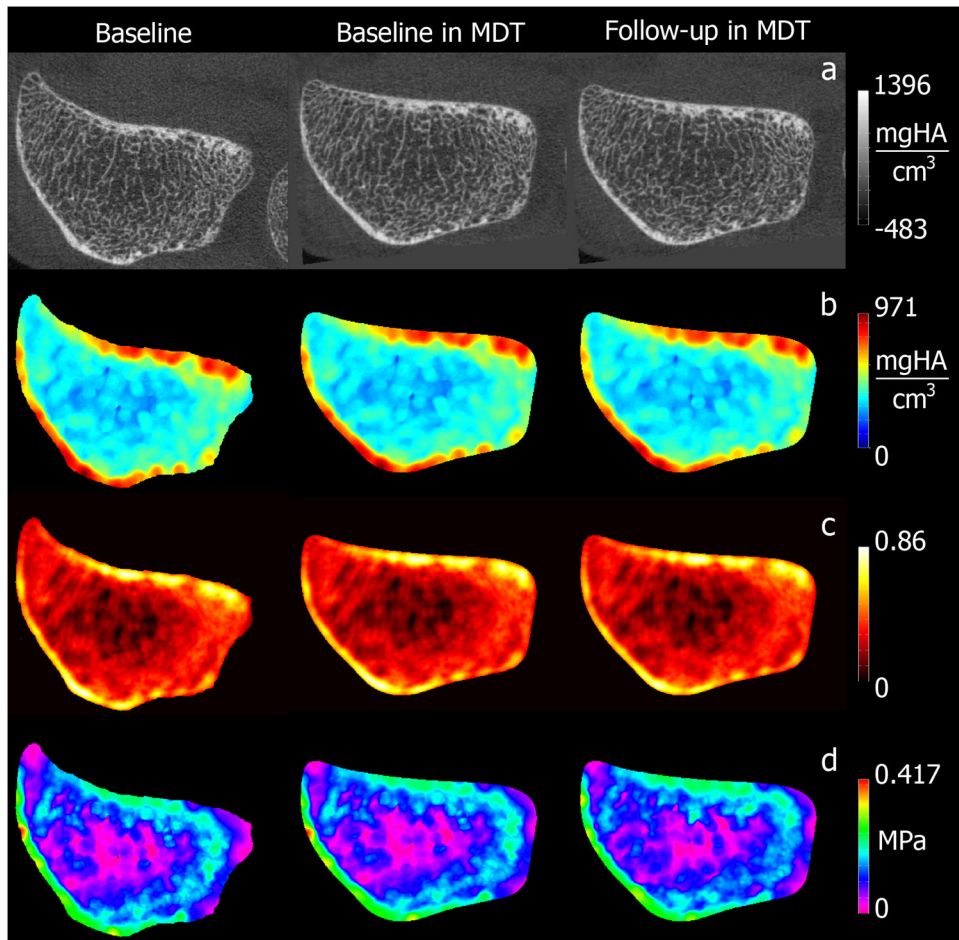 Baseline
Baseline in MDT
Follow-up in MDT
a
1396
mgHA
cm³
-483
b
971
mgHA
cm³
0
c
0.86
0
d
0.417
MPa
0